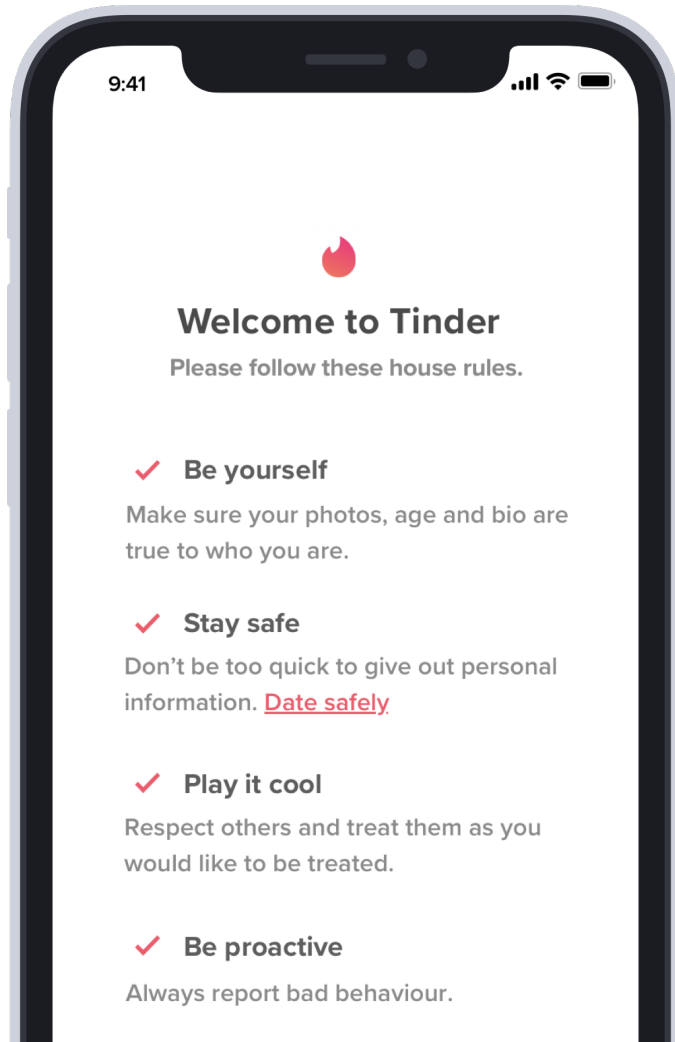 9:41
Welcome to Tinder
Please follow these house rules.
Be yourself
Make sure your photos, age and bio are
true to who you are.
Stay safe
Don’t be too quick to give out personal
information. Date safely
Play it cool
Respect others and treat them as you
would like to be treated.
Be proactive
Always report bad behaviour.